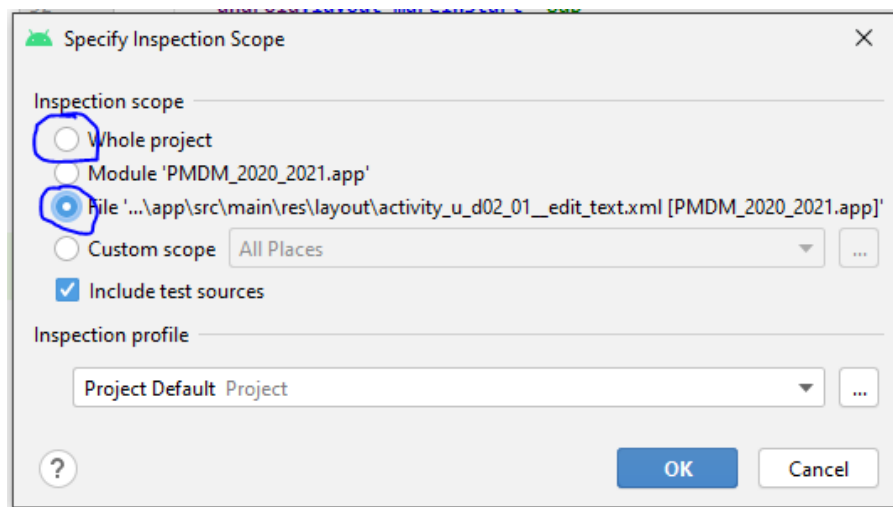 Specify Inspection Scope
Inspection scope
Whole project
Module 'PMDM_2020_2021.app'
File '...\app\src\main\res\layout\activity_u_d02_01__edit_text.xml [PMDM_2020_2021.app]'
Custom scope All Places ...
Include test sources
Inspection profile
Project Default Project ...
? OK Cancel